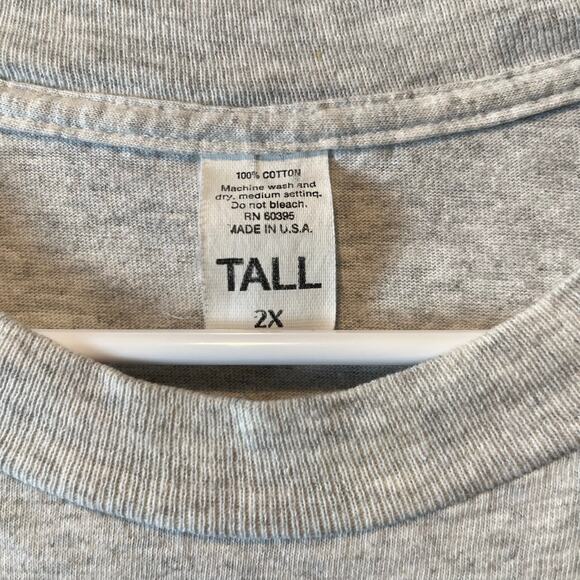 100% COTTON
Machine wash and
dry, medium setting.
Do not bleach.
RN 60395
MADE IN U.S.A.
TALL
2X